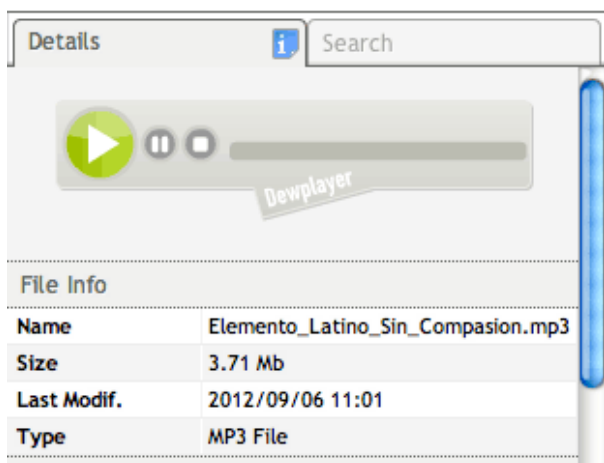 Details i Search
Dewplayer
File Info
Name Elemento_Latino_Sin_Compasion.mp3
Size 3.71 Mb
Last Modif. 2012/09/06 11:01
Type MP3 File